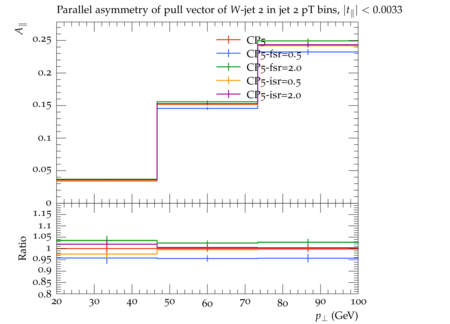 Parallel asymmetry of pull vector of W-jet 2 in jet 2 pT bins, |t∥| < 0.0033
A∥
0.25
0.2
0.15
0.1
0.05
0
CP5
CP5-fsr=0.5
CP5-fsr=2.0
CP5-isr=0.5
CP5-isr=2.0
Ratio
1.15
1.1
1.05
1
0.95
0.9
0.85
0.8
20 30 40 50 60 70 80 90 100
p⊥ (GeV)